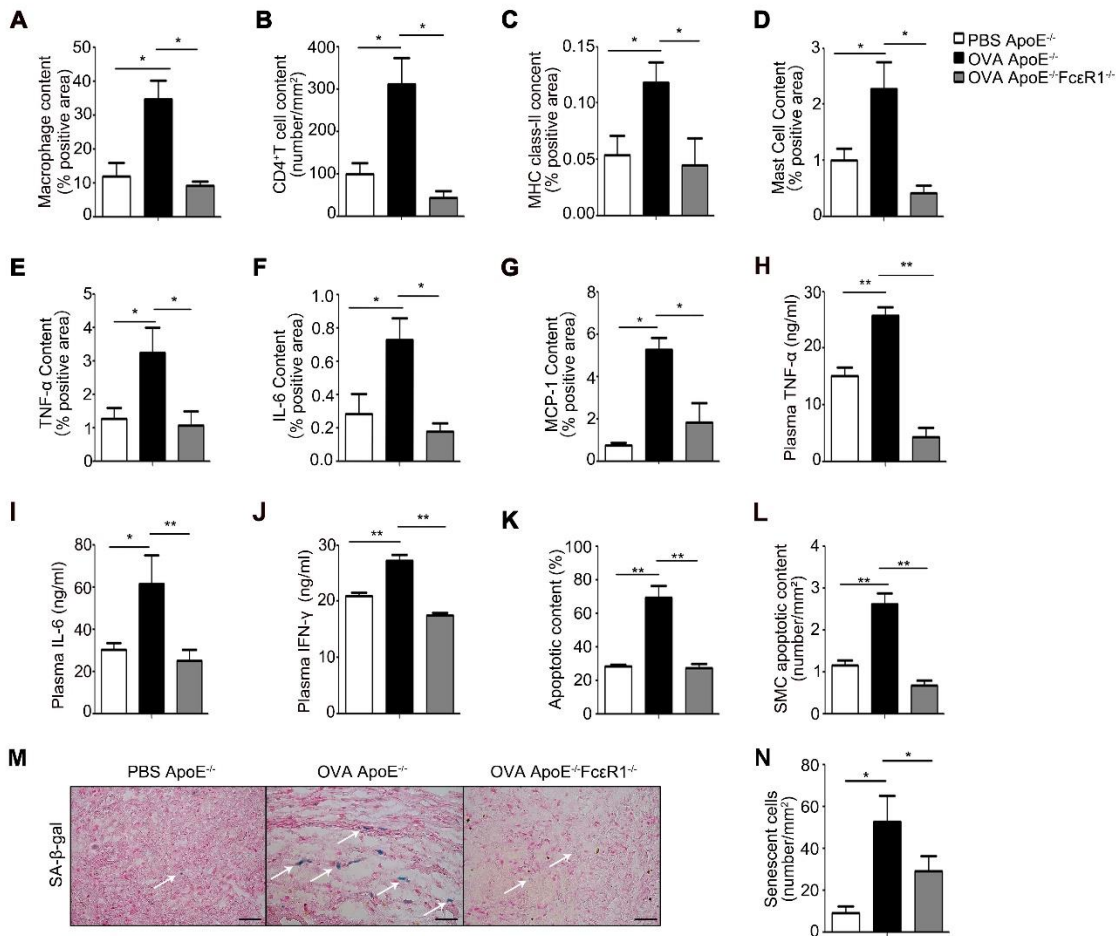 A
B
C
D
PBS ApoE⁻/⁻
OVA ApoE⁻/⁻
OVA ApoE⁻/⁻FcεR1⁻/⁻
Macrophage content
(% positive area)
50
40
30
20
10
0
*
*
CD4⁺T cell content
(number/mm²)
400
300
200
100
0
*
*
MHC class-II concent
(% positive area)
0.15
0.10
0.05
0.00
*
*
Mast Cell Content
(% positive area)
3
2
1
0
*
*
E
F
G
H
TNF-α Content
(% positive area)
5
4
3
2
1
0
*
*
IL-6 Content
(% positive area)
1.0
0.8
0.6
0.4
0.2
0.0
*
*
MCP-1 Content
(% positive area)
8
6
4
2
0
*
*
Plasma TNF-α (ng/ml)
30
20
10
0
**
**
I
J
K
L
Plasma IL-6 (ng/ml)
80
60
40
20
0
*
**
Plasma IFN-γ (ng/ml)
30
20
10
0
**
**
Apoptotic content (%)
100
80
60
40
20
0
**
**
SMC apoptotic content
(number/mm²)
4
3
2
1
0
**
**
M
N
PBS ApoE⁻/⁻
OVA ApoE⁻/⁻
OVA ApoE⁻/⁻FcεR1⁻/⁻
SA-β-gal
Senescent cells
(number/mm²)
80
60
40
20
0
*
*